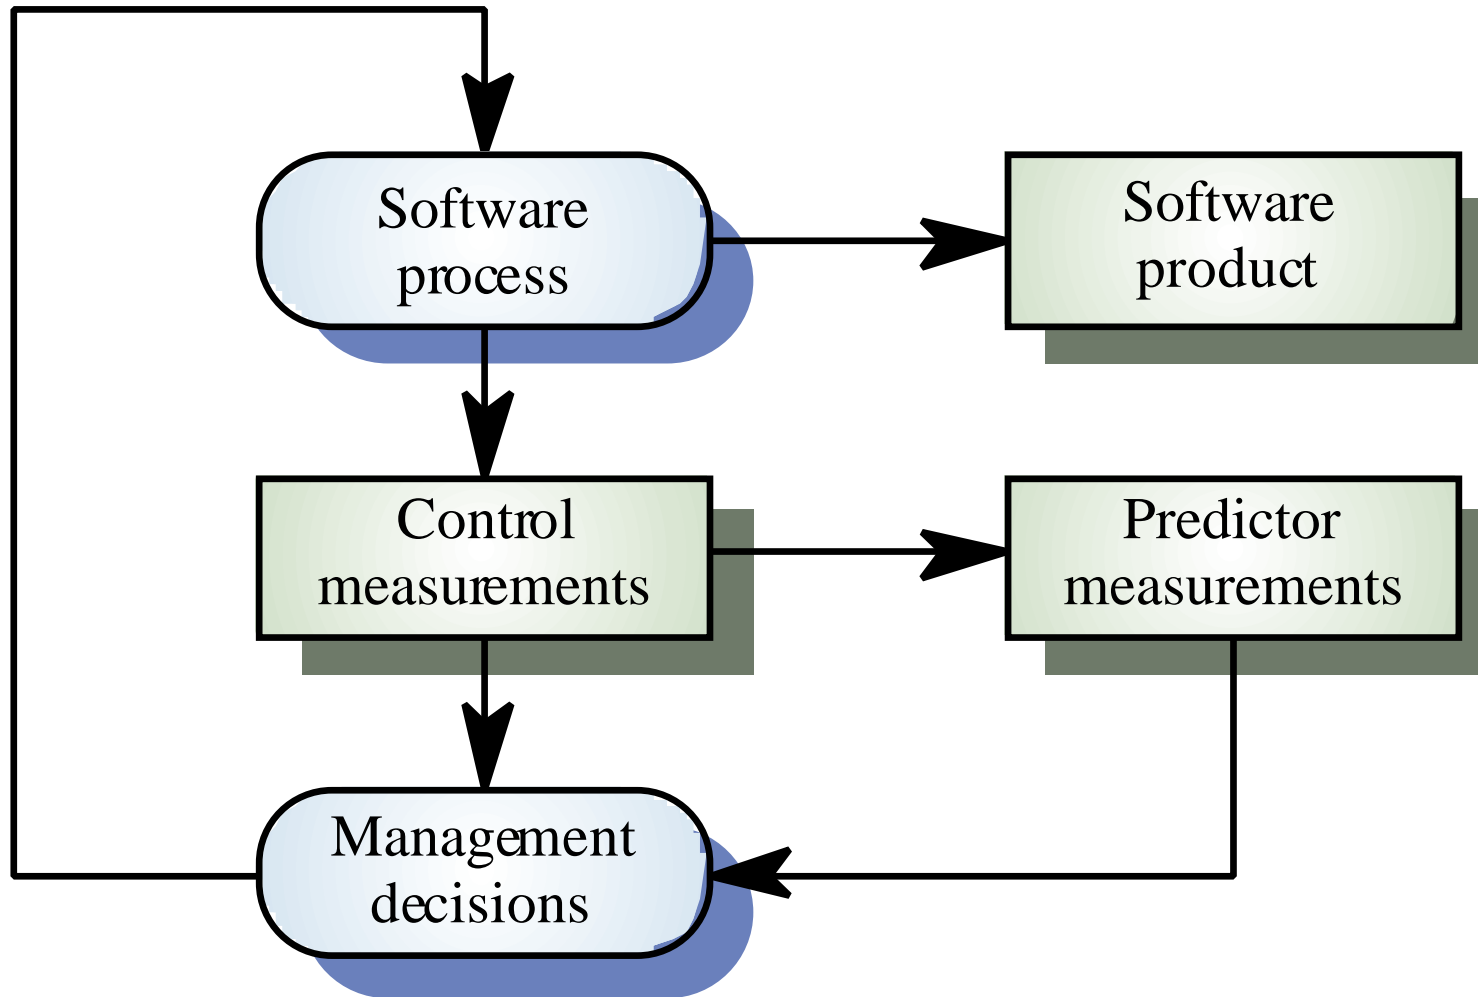 Software
process
Software
product
Control
measurements
Predictor
measurements
Management
decisions